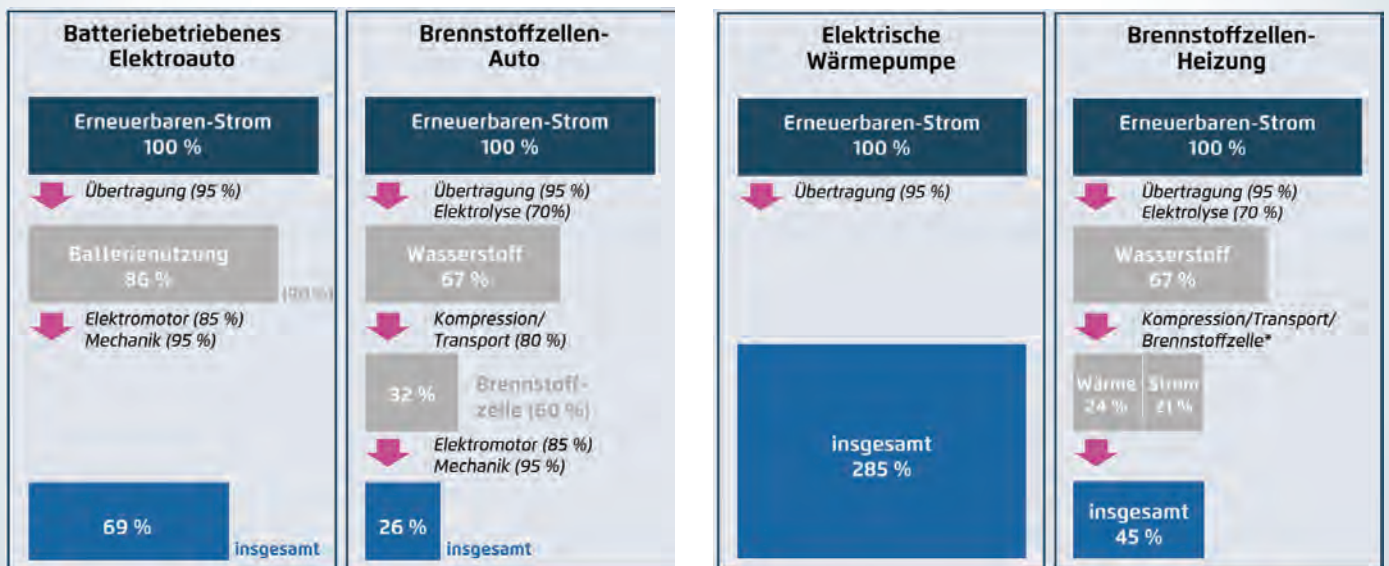 Batteriebetriebenes
Elektroauto
Erneuerbaren-Strom
100 %
Übertragung (95 %)
Batterienutzung
86 %
(90 %)
Elektromotor (85 %)
Mechanik (95 %)
69 %
insgesamt
Brennstoffzellen-
Auto
Erneuerbaren-Strom
100 %
Übertragung (95 %)
Elektrolyse (70%)
Wasserstoff
67 %
Kompression/
Transport (80 %)
32 %
Brennstoff-
zelle (60 %)
Elektromotor (85 %)
Mechanik (95 %)
26 %
insgesamt
Elektrische
Wärmepumpe
Erneuerbaren-Strom
100 %
Übertragung (95 %)
insgesamt
285 %
Brennstoffzellen-
Heizung
Erneuerbaren-Strom
100 %
Übertragung (95 %)
Elektrolyse (70 %)
Wasserstoff
67 %
Kompression/Transport/
Brennstoffzelle*
Wärme
24 %
Strom
21 %
insgesamt
45 %